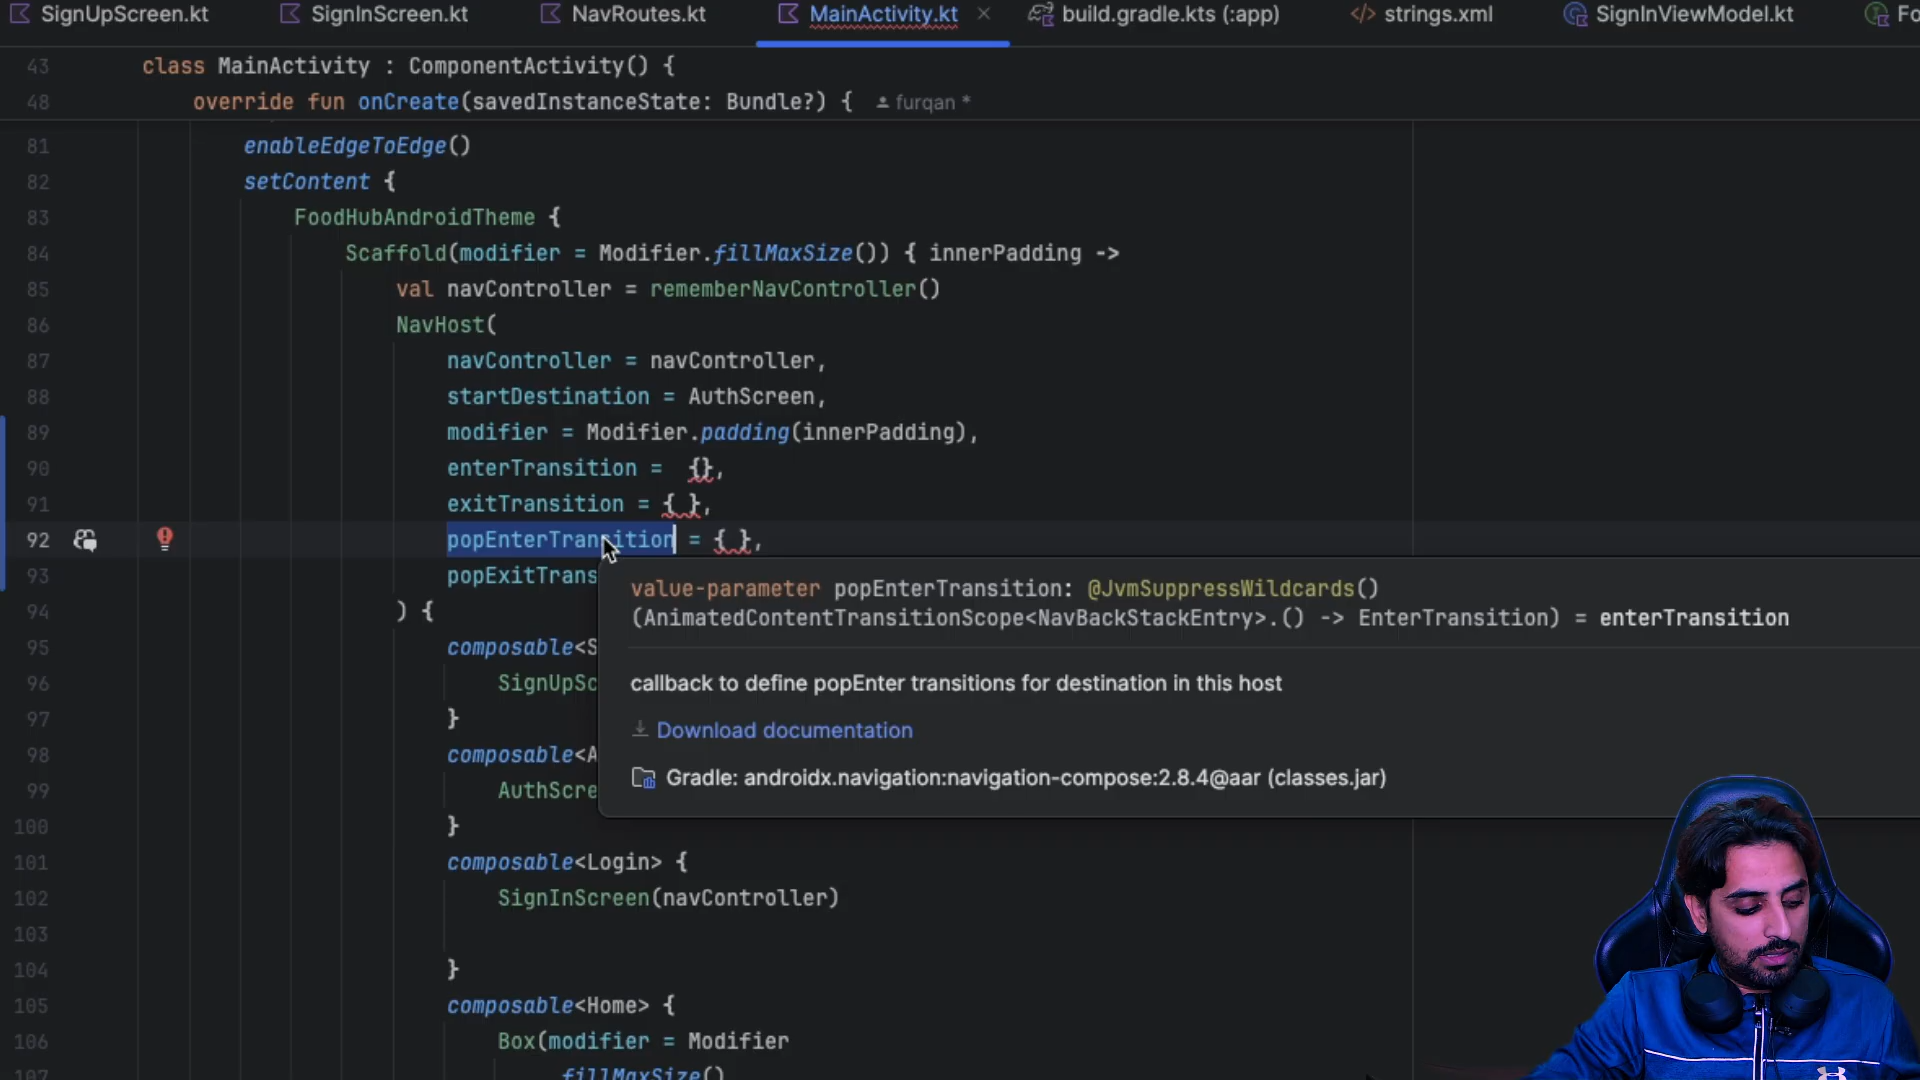 SignUpScreen.kt SignInScreen.kt NavRoutes.kt MainActivity.kt build.gradle.kts (:app) strings.xml SignInViewModel.kt Fo
43 class MainActivity : ComponentActivity() {
48 override fun onCreate(savedInstanceState: Bundle?) { furqan *
81 enableEdgeToEdge()
82 setContent {
83 FoodHubAndroidTheme {
84 Scaffold(modifier = Modifier.fillMaxSize()) { innerPadding ->
85 val navController = rememberNavController()
86 NavHost(
87 navController = navController,
88 startDestination = AuthScreen,
89 modifier = Modifier.padding(innerPadding),
90 enterTransition = {},
91 exitTransition = { },
92 popEnterTransition = { },
93 popExitTrans
94 ) {
95 composable<S
96 SignUpSc
97 }
98 composable<A
99 AuthScre
100 }
101 composable<Login> {
102 SignInScreen(navController)
103
104 }
105 composable<Home> {
106 Box(modifier = Modifier
107 .fillMaxSize()
value-parameter popEnterTransition: @JvmSuppressWildcards()
(AnimatedContentTransitionScope<NavBackStackEntry>.() -> EnterTransition) = enterTransition
callback to define popEnter transitions for destination in this host
Download documentation
Gradle: androidx.navigation:navigation-compose:2.8.4@aar (classes.jar)